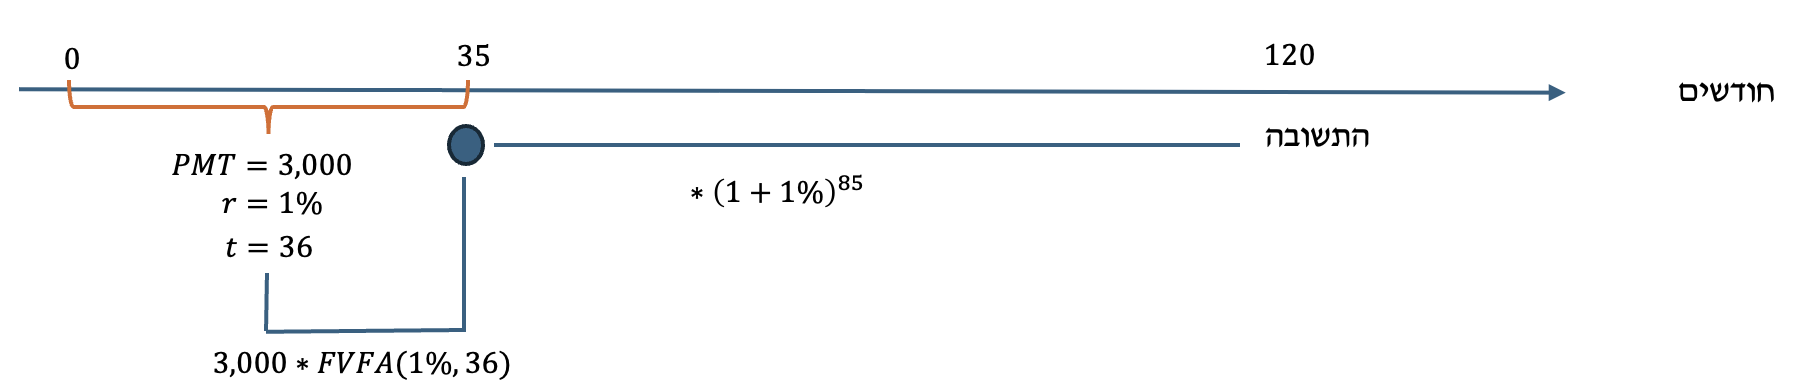 0
35
120
חודשים
התשובה
PMT = 3,000
r = 1%
t = 36
∗ (1 + 1%)⁸⁵
3,000 ∗ FVFA(1%, 36)